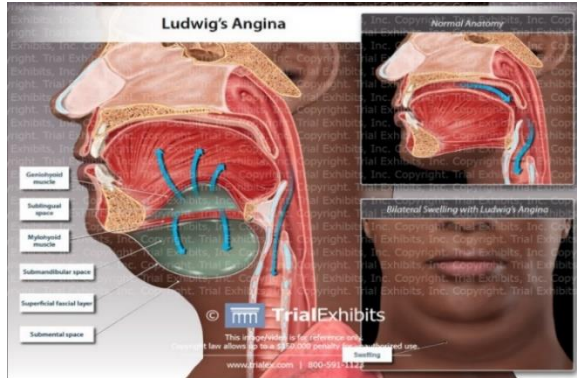 Ludwig's Angina
Normal Anatomy
Geniohyoid muscle
Sublingual space
Mylohyoid muscle
Submandibular space
Superficial fascial layer
Submental space
Bilateral Swelling with Ludwig's Angina
Swelling
© TrialExhibits
This image/video is for reference only.
Copyright law allows up to a $150,000 penalty for unauthorized use.
www.trialex.com | 800-591-1123